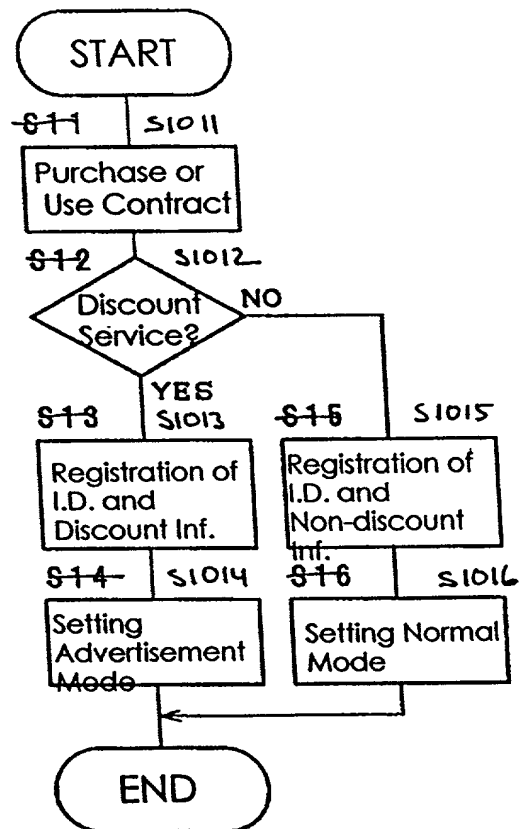 START
S11 S1011
Purchase or
Use Contract
S12 S1012
Discount
Service?
NO
YES
S13 S1013
Registration of
I.D. and
Discount Inf.
S15 S1015
Registration of
I.D. and
Non-discount
Inf.
S14 S1014
Setting
Advertisement
Mode
S16 S1016
Setting Normal
Mode
END